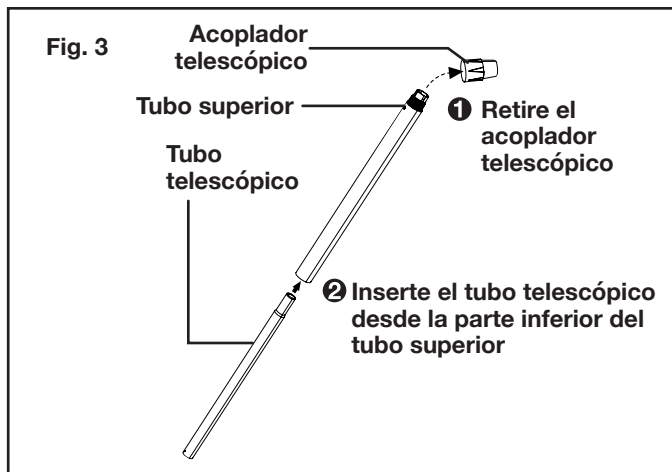 Fig. 3
Acoplador
telescópico
Tubo superior
Tubo
telescópico
❶ Retire el
acoplador
telescópico
❷ Inserte el tubo telescópico
desde la parte inferior del
tubo superior